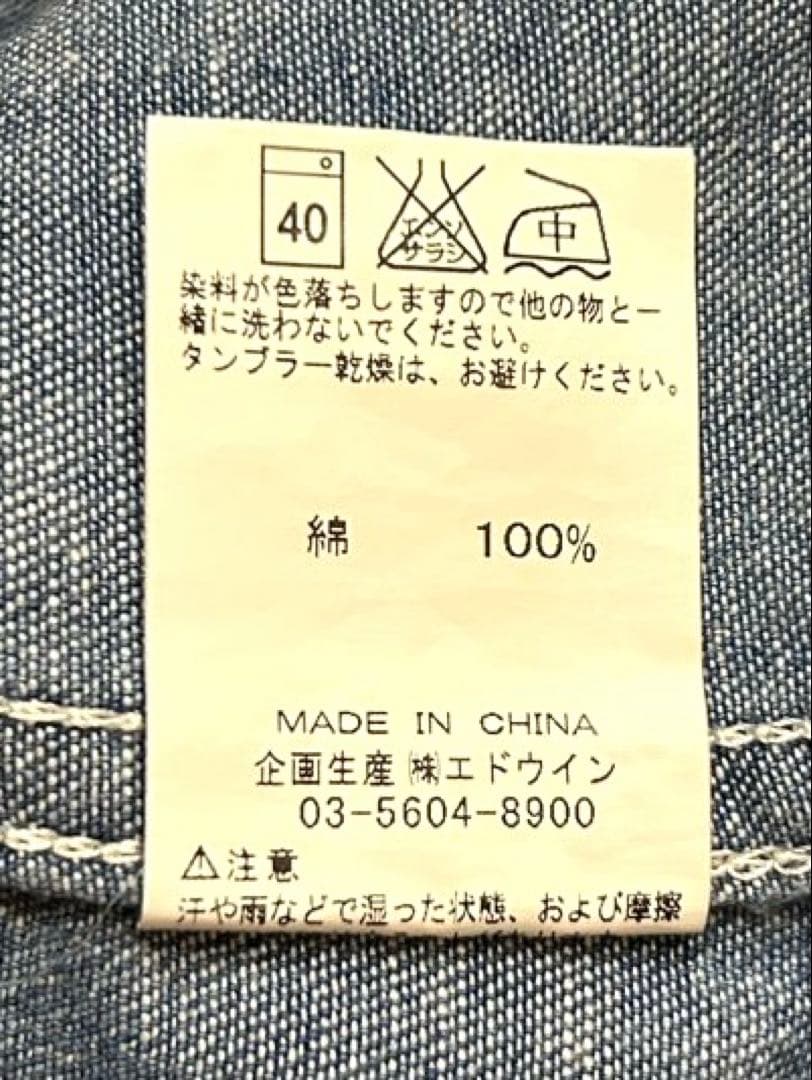 40
エンソ
サラシ
中
染料が色落ちしますので他の物と一
緒に洗わないでください。
タンブラー乾燥は、お避けください。
綿 100%
MADE IN CHINA
企画生産㈱エドウイン
03-5604-8900
⚠注意
汗や雨などで湿った状態、および摩擦